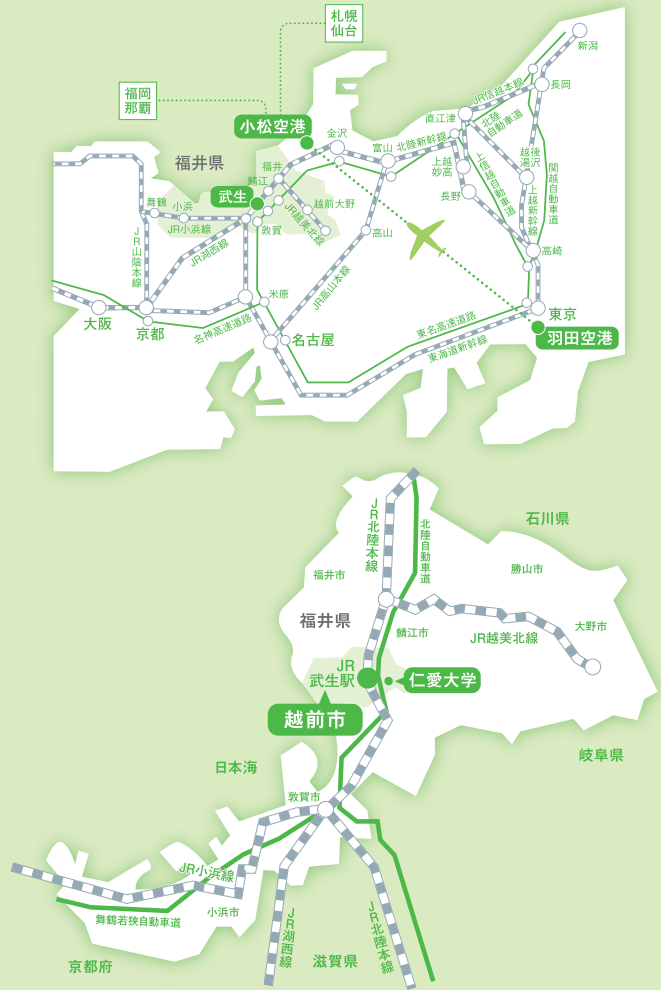 札幌
仙台
福岡
那覇
小松空港
金沢
富山
北陸新幹線
直江津
JR信越本線
新潟
長岡
北陸
自動車道
福井県
福井
鯖江
武生
越前大野
JR越美北線
舞鶴
小浜
JR小浜線
敦賀
JR湖西線
JR山陰本線
上越
妙高
長野
上信越自動車道
越後
湯沢
上越新幹線
関越自動車道
高崎
高山
JR高山本線
米原
大阪
京都
名神高速道路
名古屋
東名高速道路
東海道新幹線
東京
羽田空港
JR北陸本線
北陸自動車道
石川県
福井市
勝山市
福井県
鯖江市
JR越美北線
大野市
JR
武生駅
仁愛大学
越前市
岐阜県
日本海
敦賀市
JR小浜線
小浜市
舞鶴若狭自動車道
JR湖西線
JR北陸本線
滋賀県
京都府